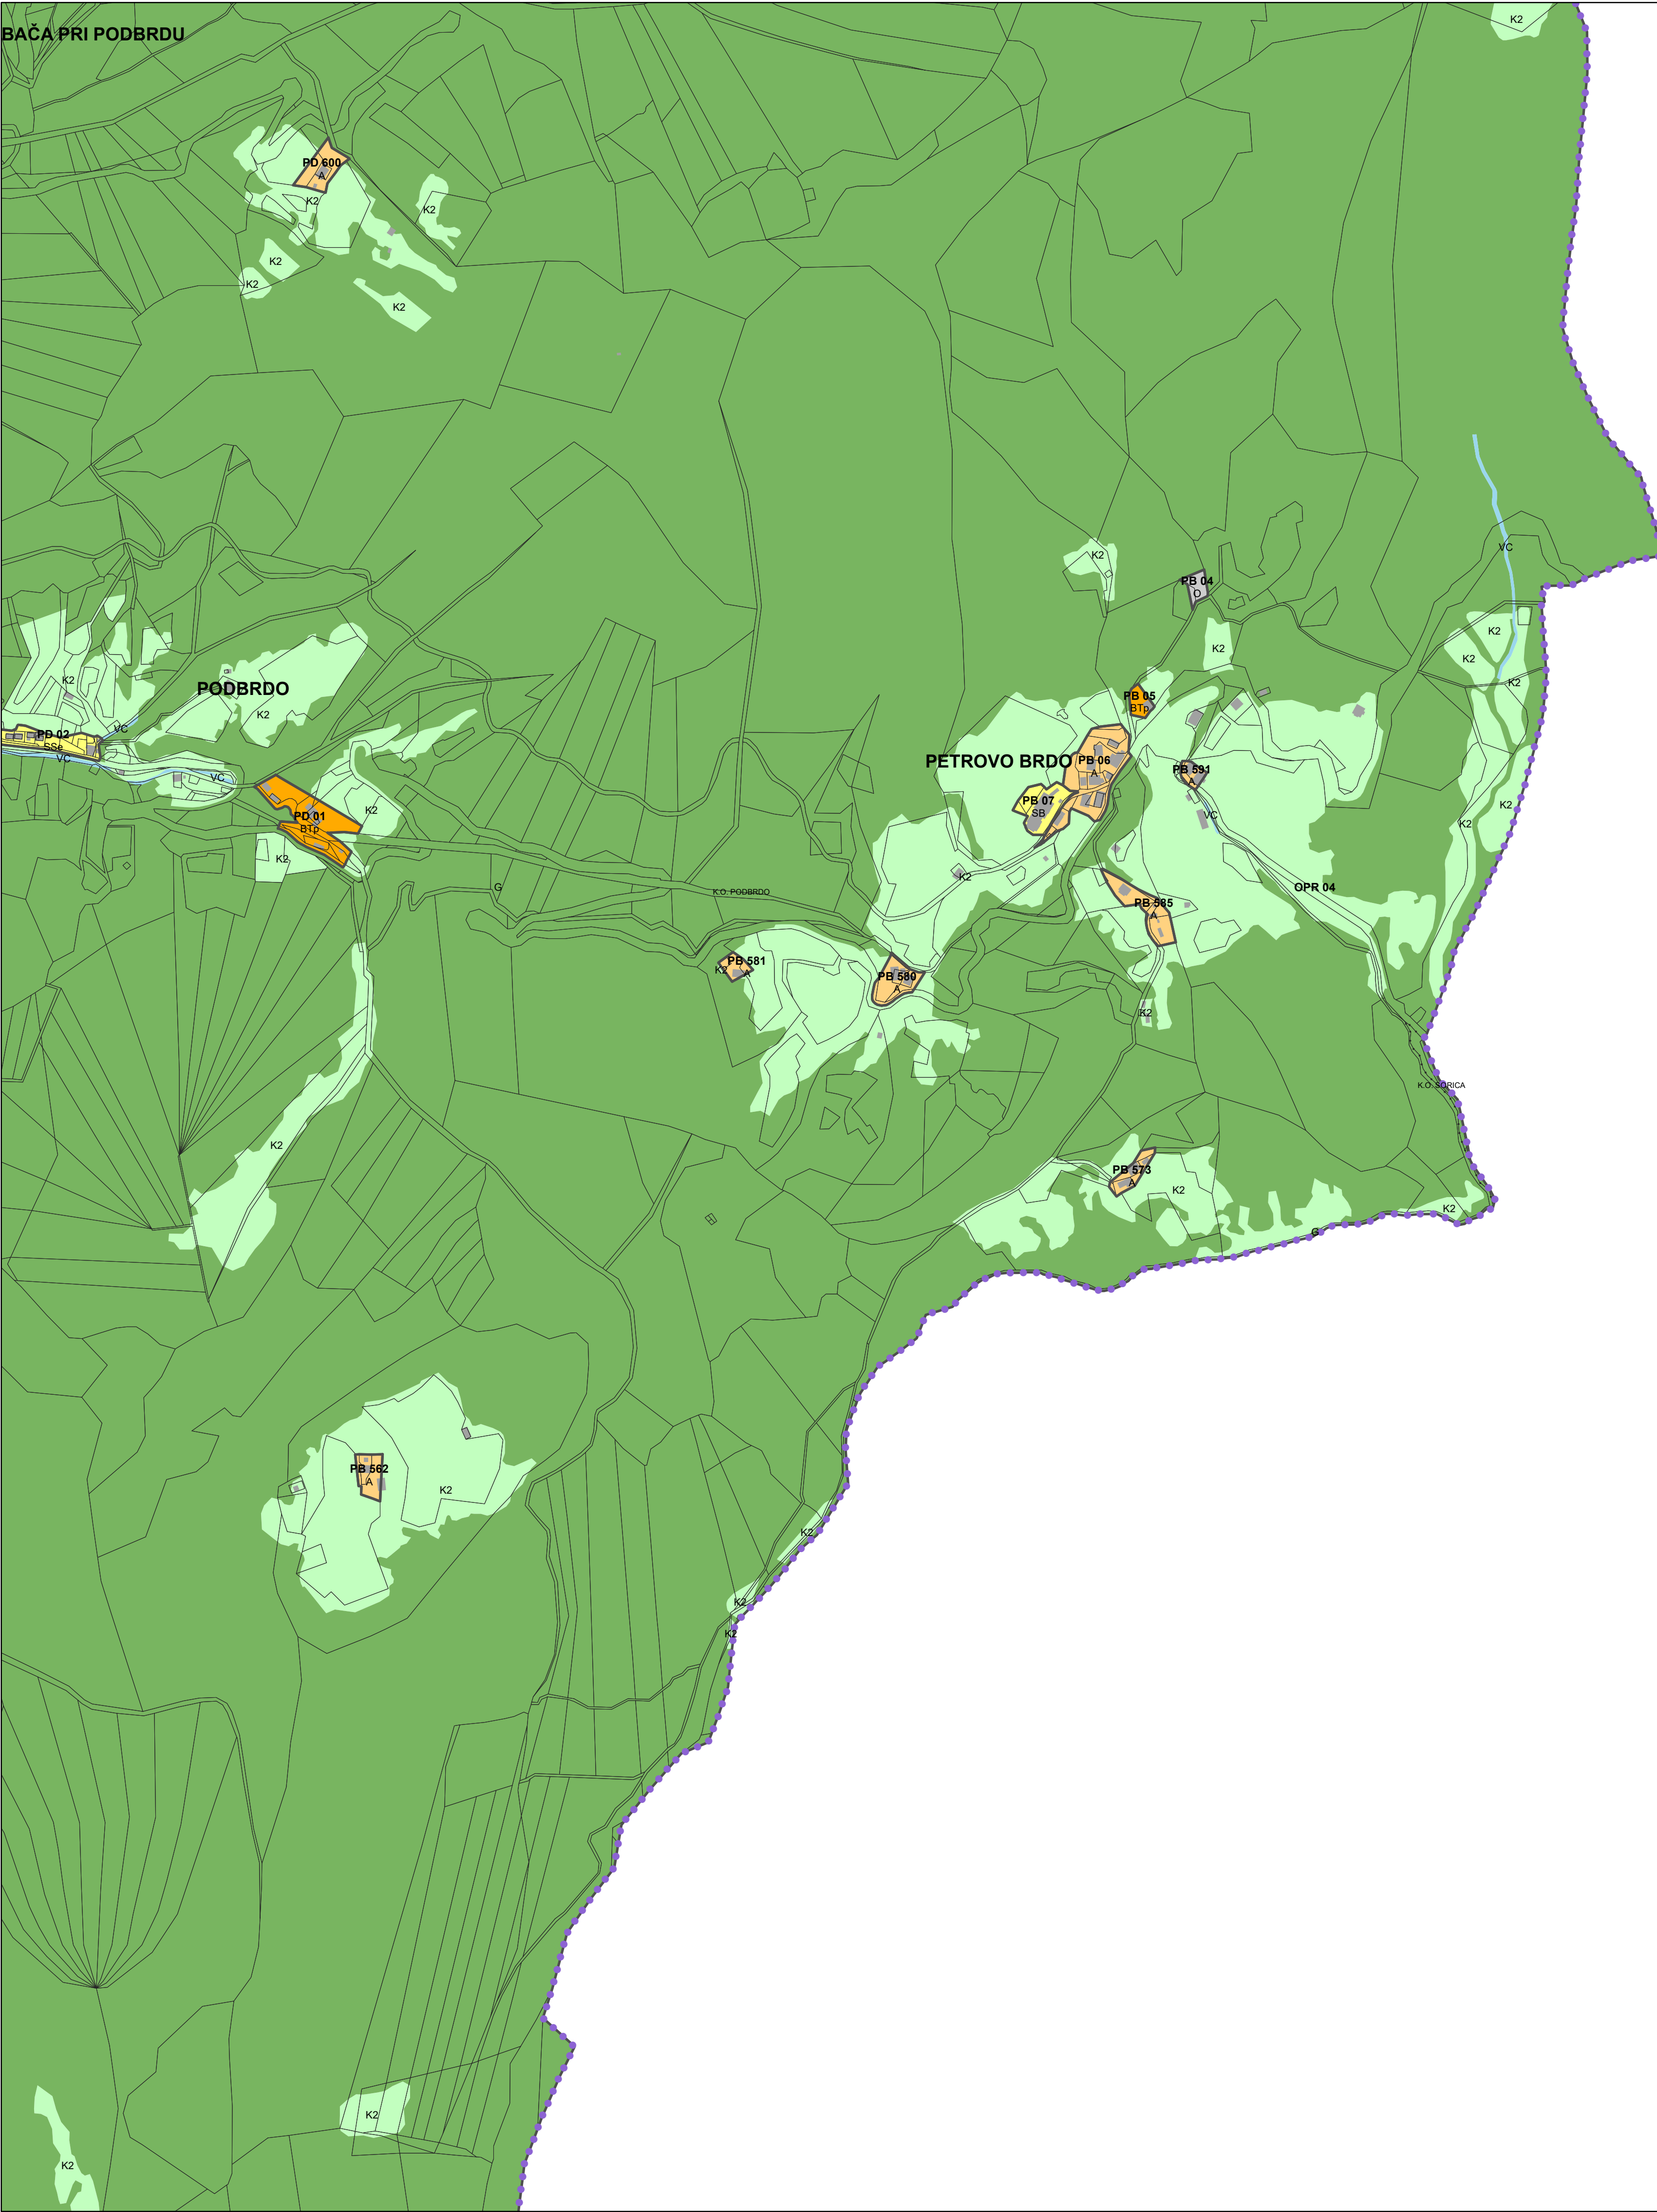 K2
BAČA PRI PODBRDU
PD 600
A
K2
K2
K2
K2
K2
VC
K2
PB 04
O
K2
K2
K2
K2
K2
PODBRDO
K2
PB 05
BTp
VC
PD 02
SSe
VC
PETROVO BRDO
PB 06
A
PB 591
A
VC
K2
PB 07
SB
K2
PD 01
BTp
VC
K2
K2
K2
G
K.O. PODBRDO
OPR 04
PB 585
A
PB 581
K2
A
PB 580
A
K2
K.O. SORICA
K2
PB 573
A
K2
K2
G
PB 562
A
K2
K2
K2
K2
K2
K2